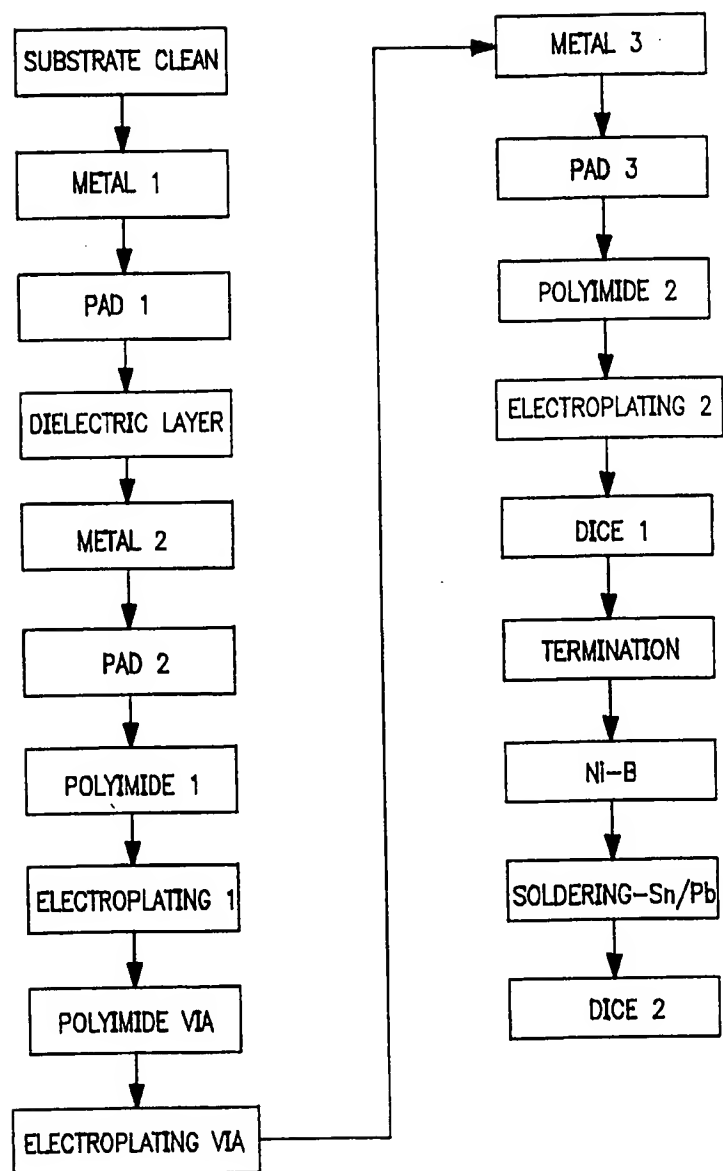 SUBSTRATE CLEAN
METAL 1
PAD 1
DIELECTRIC LAYER
METAL 2
PAD 2
POLYIMIDE 1
ELECTROPLATING 1
POLYIMIDE VIA
ELECTROPLATING VIA
METAL 3
PAD 3
POLYIMIDE 2
ELECTROPLATING 2
DICE 1
TERMINATION
Ni-B
SOLDERING-Sn/Pb
DICE 2